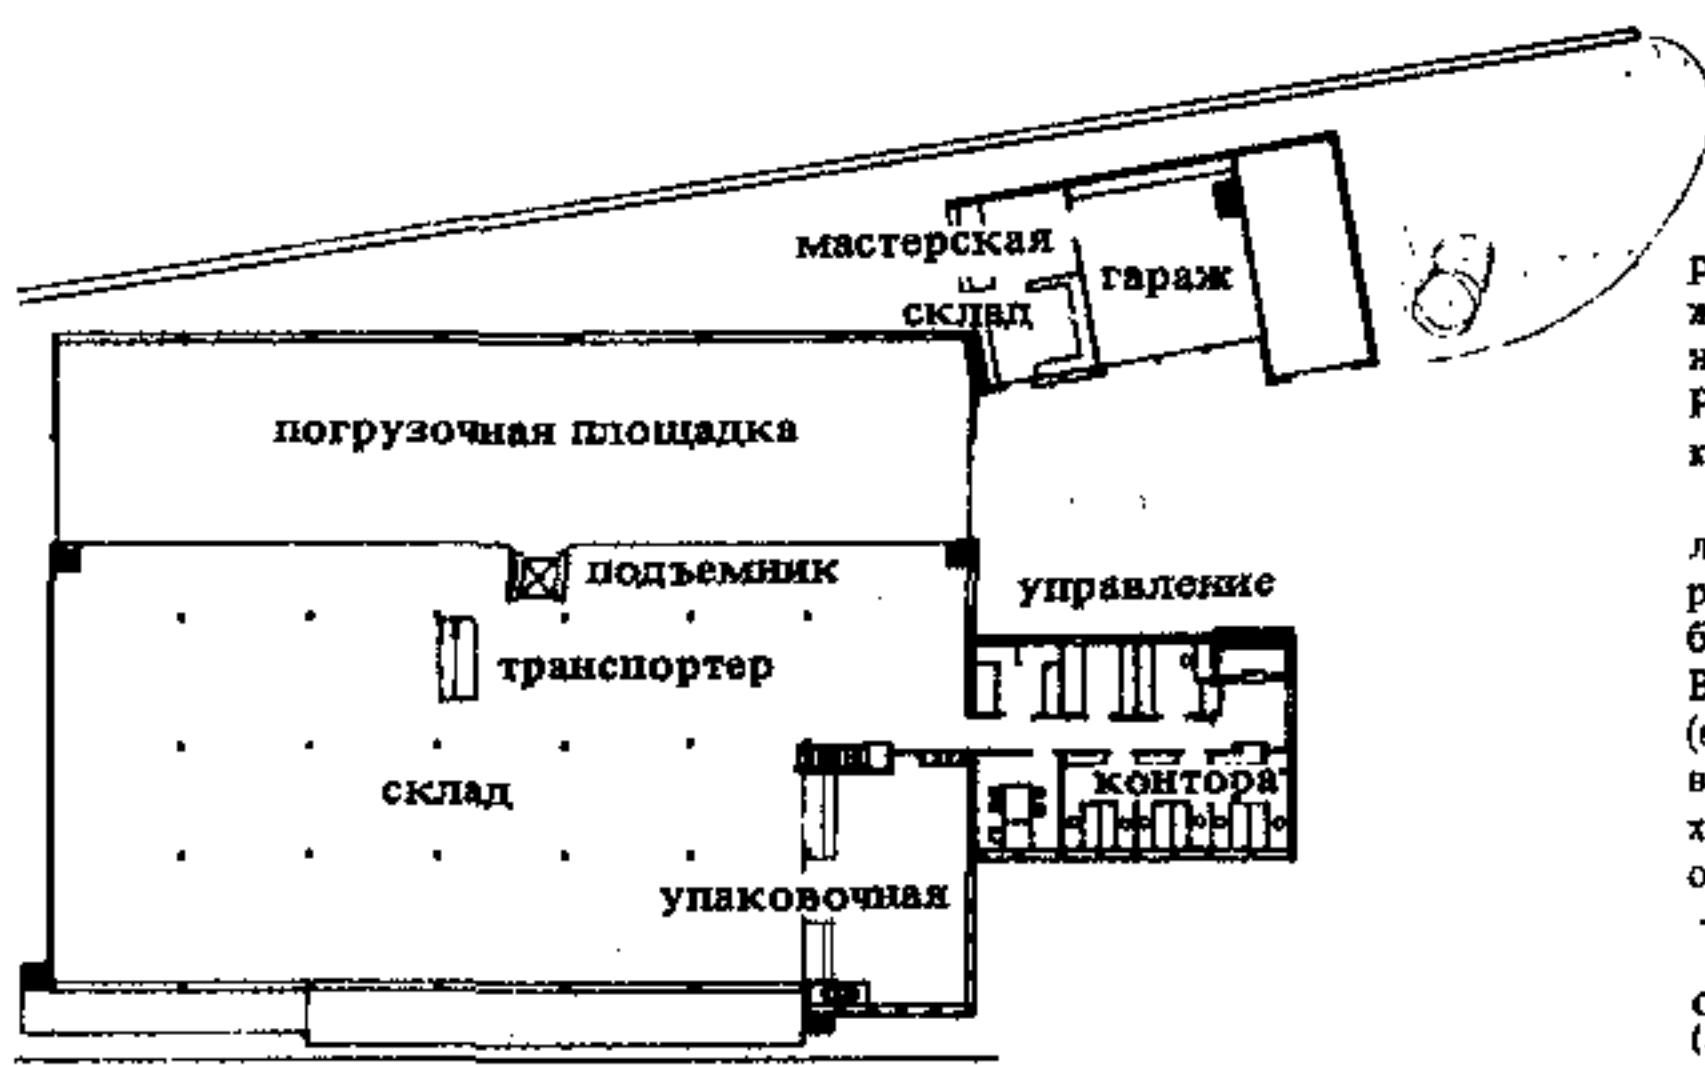 мастерская
гараж
склад
погрузочная площадка
подъемник
управление
транспортер
контора
склад
упаковочная